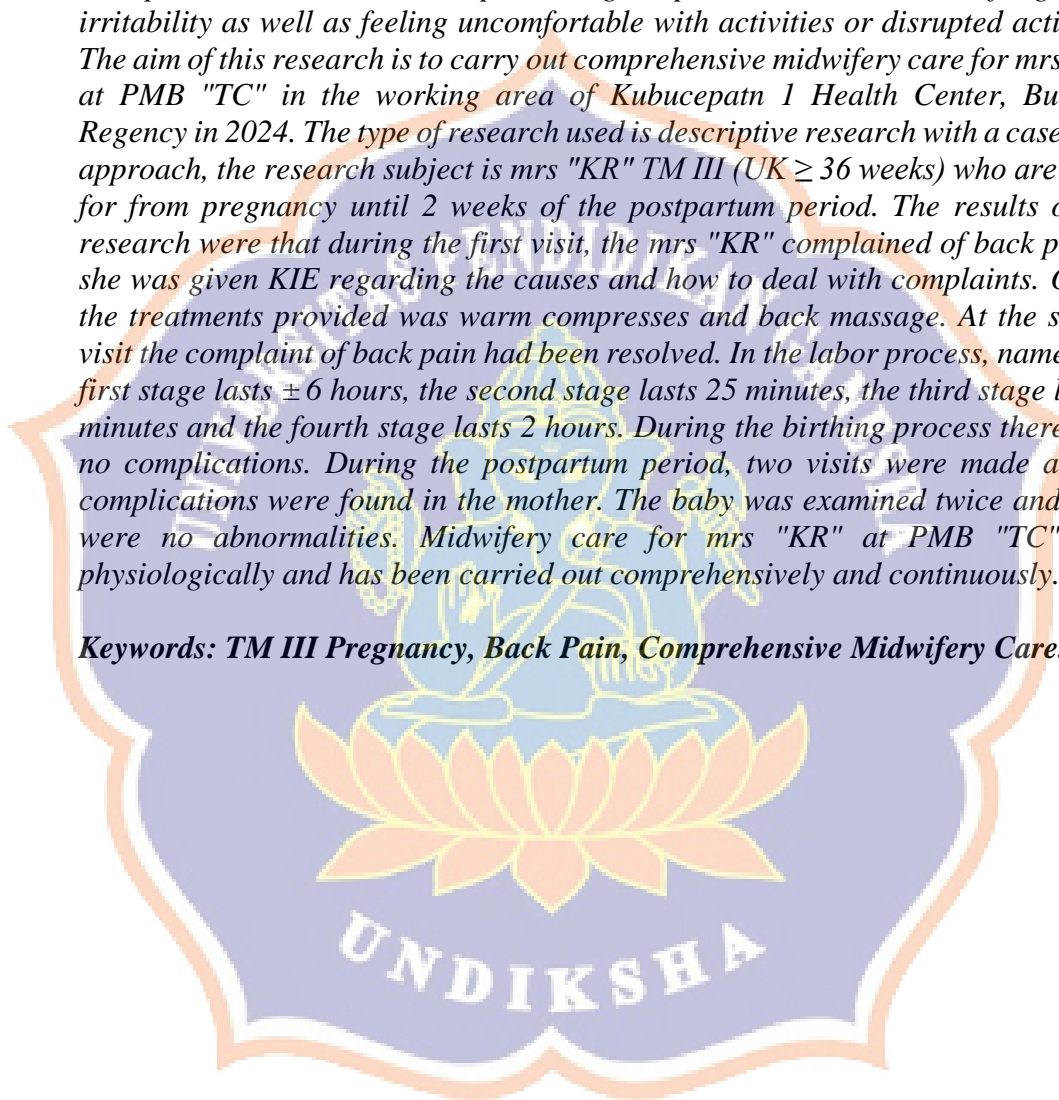 irritability as well as feeling uncomfortable with activities or disrupted acti
The aim of this research is to carry out comprehensive midwifery care for mrs
at PMB "TC" in the working area of Kubucepatn 1 Health Center, Bu
Regency in 2024. The type of research used is descriptive research with a case
approach, the research subject is mrs "KR" TM III (UK ≥ 36 weeks) who are
for from pregnancy until 2 weeks of the postpartum period. The results o
research were that during the first visit, the mrs "KR" complained of back p
she was given KIE regarding the causes and how to deal with complaints. O
the treatments provided was warm compresses and back massage. At the s
visit the complaint of back pain had been resolved. In the labor process, name
first stage lasts ± 6 hours, the second stage lasts 25 minutes, the third stage l
minutes and the fourth stage lasts 2 hours. During the birthing process there
no complications. During the postpartum period, two visits were made a
complications were found in the mother. The baby was examined twice and
were no abnormalities. Midwifery care for mrs "KR" at PMB "TC"
physiologically and has been carried out comprehensively and continuously.
Keywords: TM III Pregnancy, Back Pain, Comprehensive Midwifery Care.
UNIVERSITAS PENDIDIKAN GANESHA
UNDIKSHA